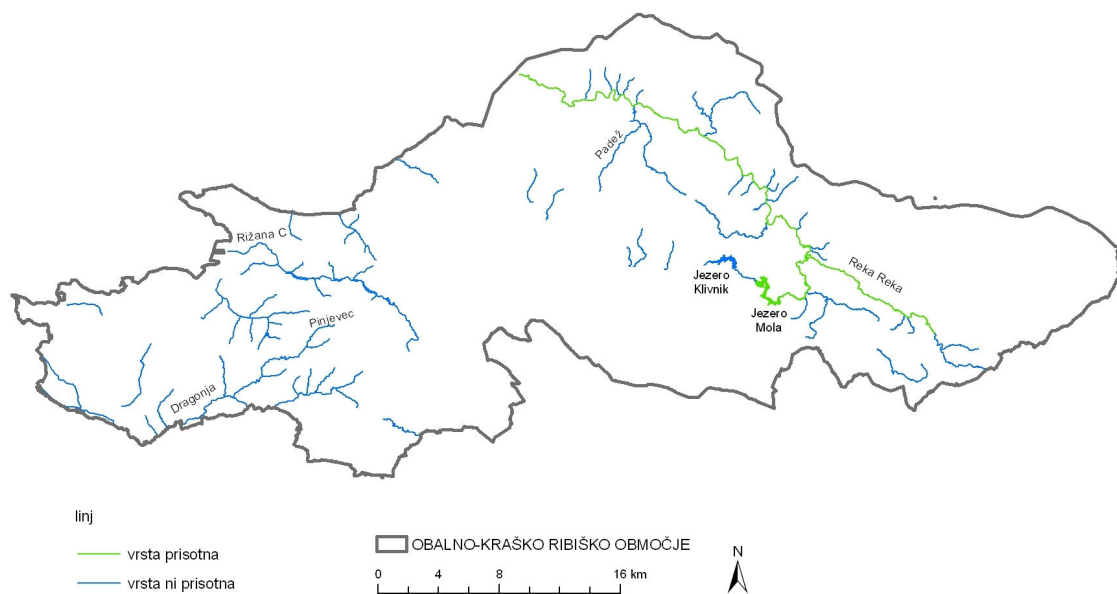 Padež
Rižana C
Reka Reka
Jezero
Klivnik
Jezero
Mola
Pinjevec
Dragonja
linj
vrsta prisotna
vrsta ni prisotna
OBALNO-KRAŠKO RIBIŠKO OBMOČJE
0 4 8 16 km
N